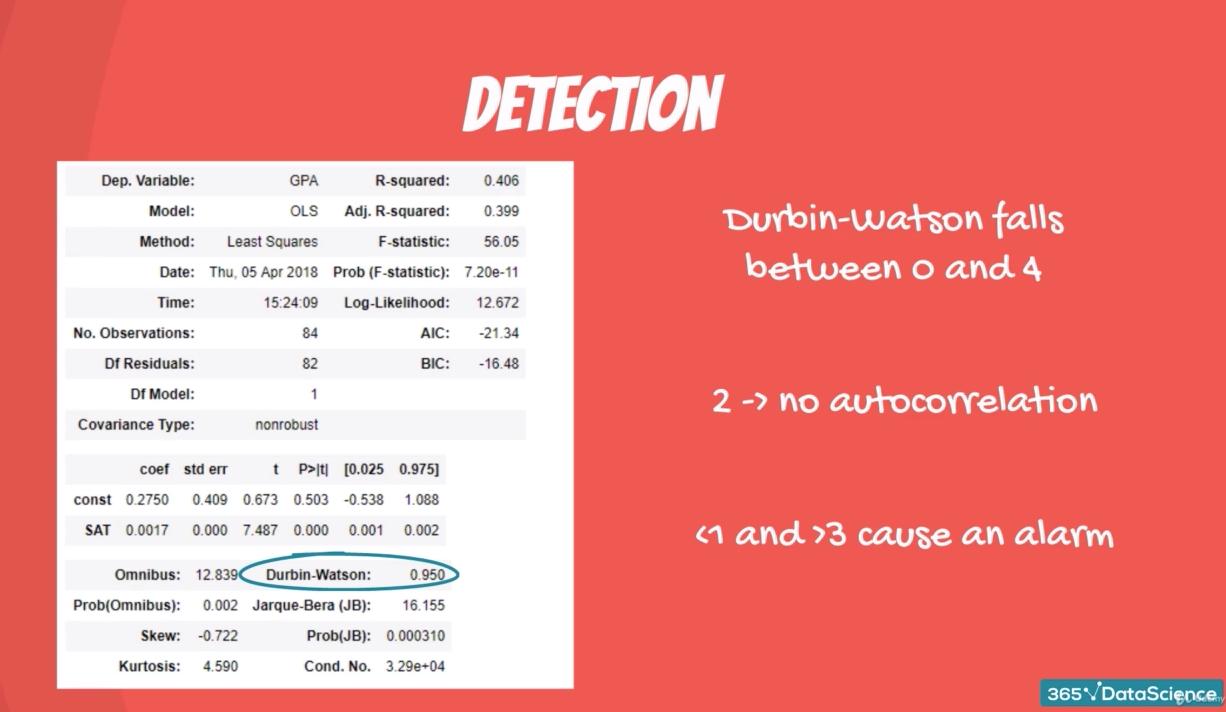 DETECTION
Dep. Variable: GPA R-squared: 0.406
Model: OLS Adj. R-squared: 0.399
Method: Least Squares F-statistic: 56.05
Date: Thu, 05 Apr 2018 Prob (F-statistic): 7.20e-11
Time: 15:24:09 Log-Likelihood: 12.672
No. Observations: 84 AIC: -21.34
Df Residuals: 82 BIC: -16.48
Df Model: 1
Covariance Type: nonrobust
coef std err t P>|t| [0.025 0.975]
const 0.2750 0.409 0.673 0.503 -0.538 1.088
SAT 0.0017 0.000 7.487 0.000 0.001 0.002
Omnibus: 12.839 Durbin-Watson: 0.950
Prob(Omnibus): 0.002 Jarque-Bera (JB): 16.155
Skew: -0.722 Prob(JB): 0.000310
Kurtosis: 4.590 Cond. No. 3.29e+04
Durbin-Watson falls
between 0 and 4
2 -> no autocorrelation
<1 and >3 cause an alarm
365 DataScience